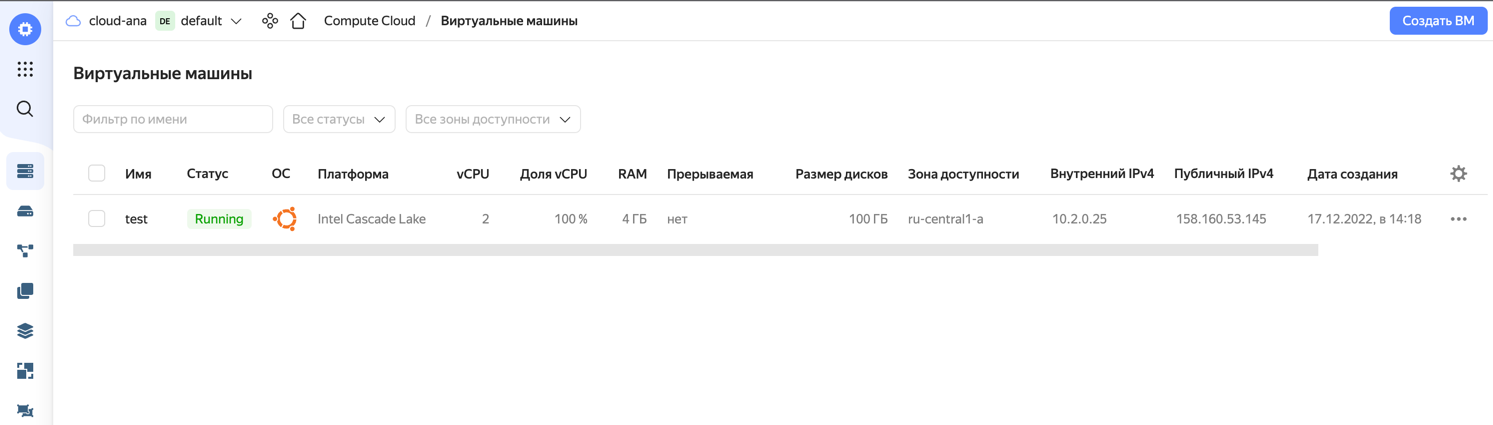 cloud-ana DE default Compute Cloud / Виртуальные машины Создать ВМ
Виртуальные машины
Фильтр по имени Все статусы Все зоны доступности
Имя Статус ОС Платформа vCPU Доля vCPU RAM Прерываемая Размер дисков Зона доступности Внутренний IPv4 Публичный IPv4 Дата создания
test Running Intel Cascade Lake 2 100 % 4 ГБ нет 100 ГБ ru-central1-a 10.2.0.25 158.160.53.145 17.12.2022, в 14:18